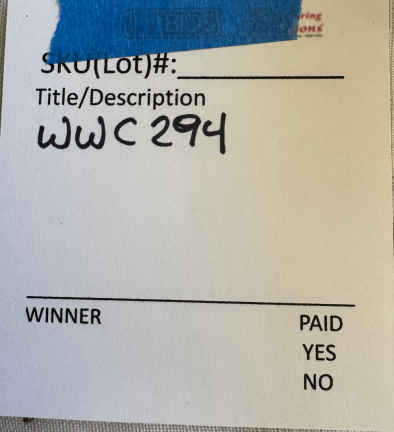 SKU(Lot)#:
Title/Description
WWC 294
WINNER
PAID
YES
NO